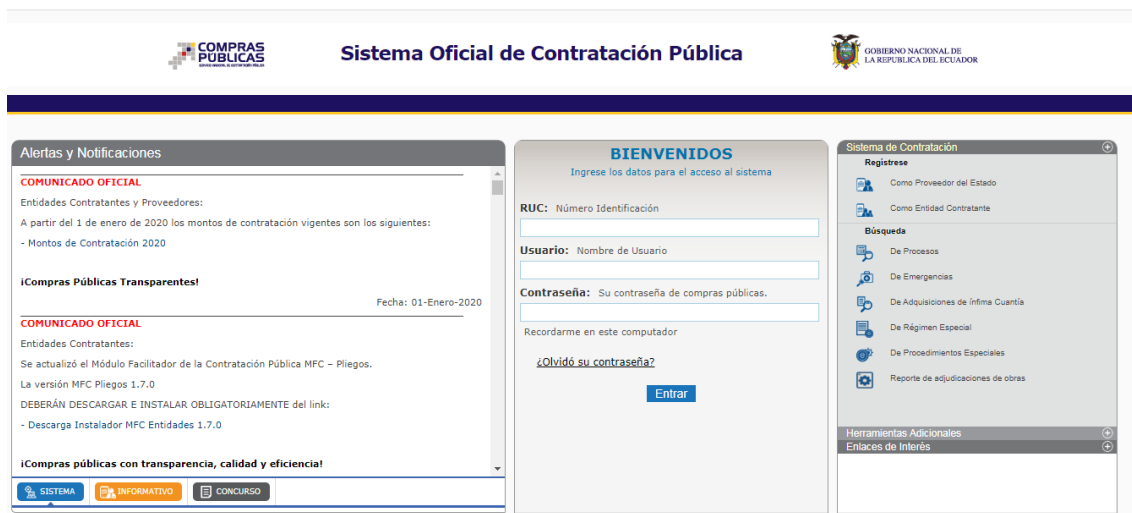 COMPRAS
PÚBLICAS
Sistema Oficial de Contratación Pública
GOBIERNO NACIONAL DE
LA REPUBLICA DEL ECUADOR
Alertas y Notificaciones
COMUNICADO OFICIAL
Entidades Contratantes y Proveedores:
A partir del 1 de enero de 2020 los montos de contratación vigentes son los siguientes:
- Montos de Contratación 2020
¡Compras Públicas Transparentes!
Fecha: 01-Enero-2020
COMUNICADO OFICIAL
Entidades Contratantes:
Se actualizó el Módulo Facilitador de la Contratación Pública MFC – Pliegos.
La versión MFC Pliegos 1.7.0
DEBERÁN DESCARGAR E INSTALAR OBLIGATORIAMENTE del link:
- Descarga Instalador MFC Entidades 1.7.0
¡Compras públicas con transparencia, calidad y eficiencia!
SISTEMA
INFORMATIVO
CONCURSO
BIENVENIDOS
Ingrese los datos para el acceso al sistema
RUC: Número Identificación
Usuario: Nombre de Usuario
Contraseña: Su contraseña de compras públicas.
Recordarme en este computador
¿Olvidó su contraseña?
Entrar
Sistema de Contratación
Registrese
Como Proveedor del Estado
Como Entidad Contratante
Búsqueda
De Procesos
De Emergencias
De Adquisiciones de ínfima Cuantía
De Régimen Especial
De Procedimientos Especiales
Reporte de adjudicaciones de obras
Herramientas Adicionales
Enlaces de Interés